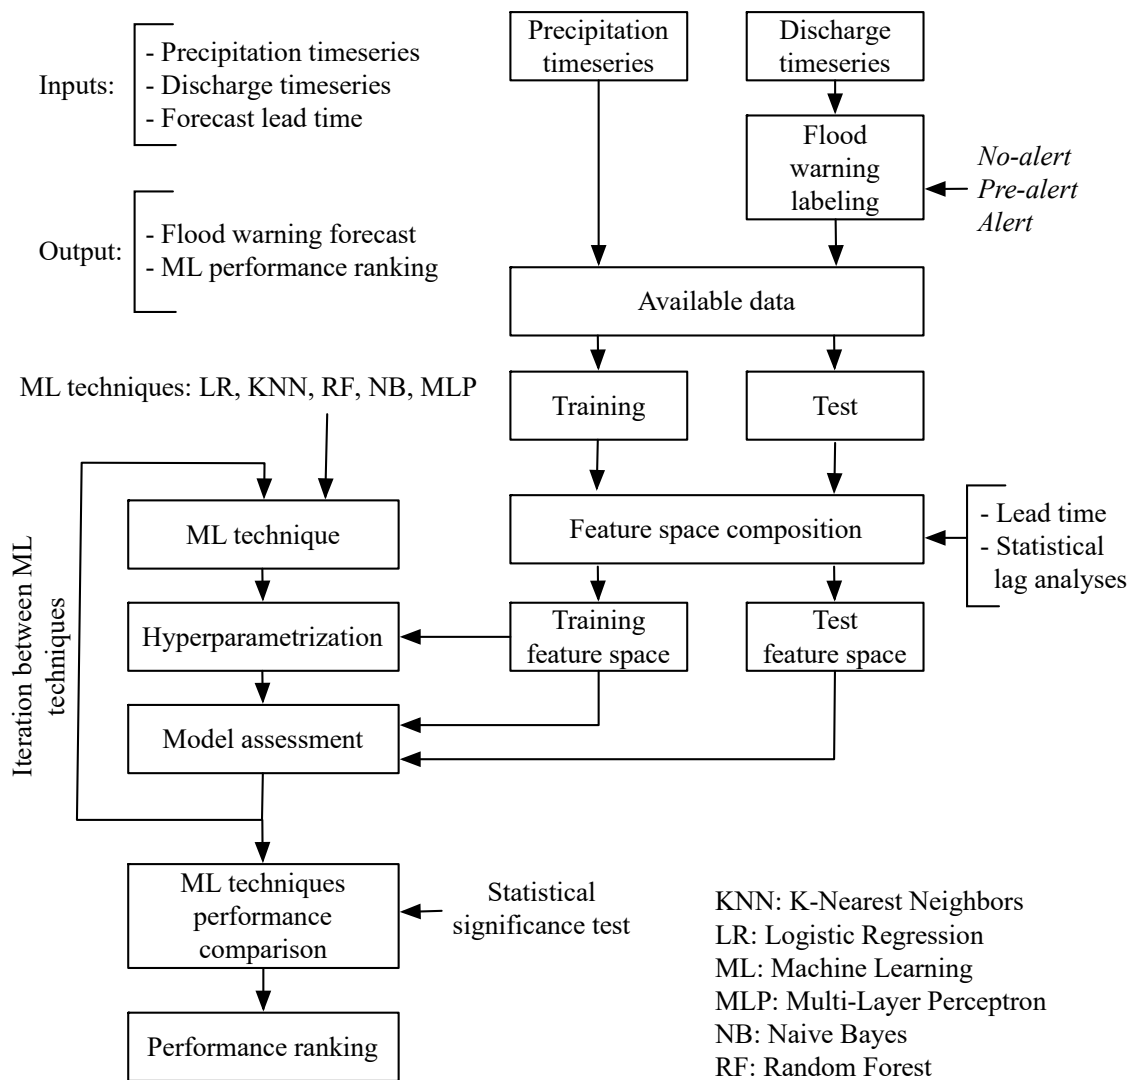 Inputs:
- Precipitation timeseries
- Discharge timeseries
- Forecast lead time
Output:
- Flood warning forecast
- ML performance ranking
Precipitation
timeseries
Discharge
timeseries
Flood
warning
labeling
No-alert
Pre-alert
Alert
Available data
Training
Test
Feature space composition
- Lead time
- Statistical
lag analyses
Training
feature space
Test
feature space
ML techniques: LR, KNN, RF, NB, MLP
ML technique
Hyperparametrization
Model assessment
Iteration between ML
techniques
ML techniques
performance
comparison
Statistical
significance test
Performance ranking
KNN: K-Nearest Neighbors
LR: Logistic Regression
ML: Machine Learning
MLP: Multi-Layer Perceptron
NB: Naive Bayes
RF: Random Forest